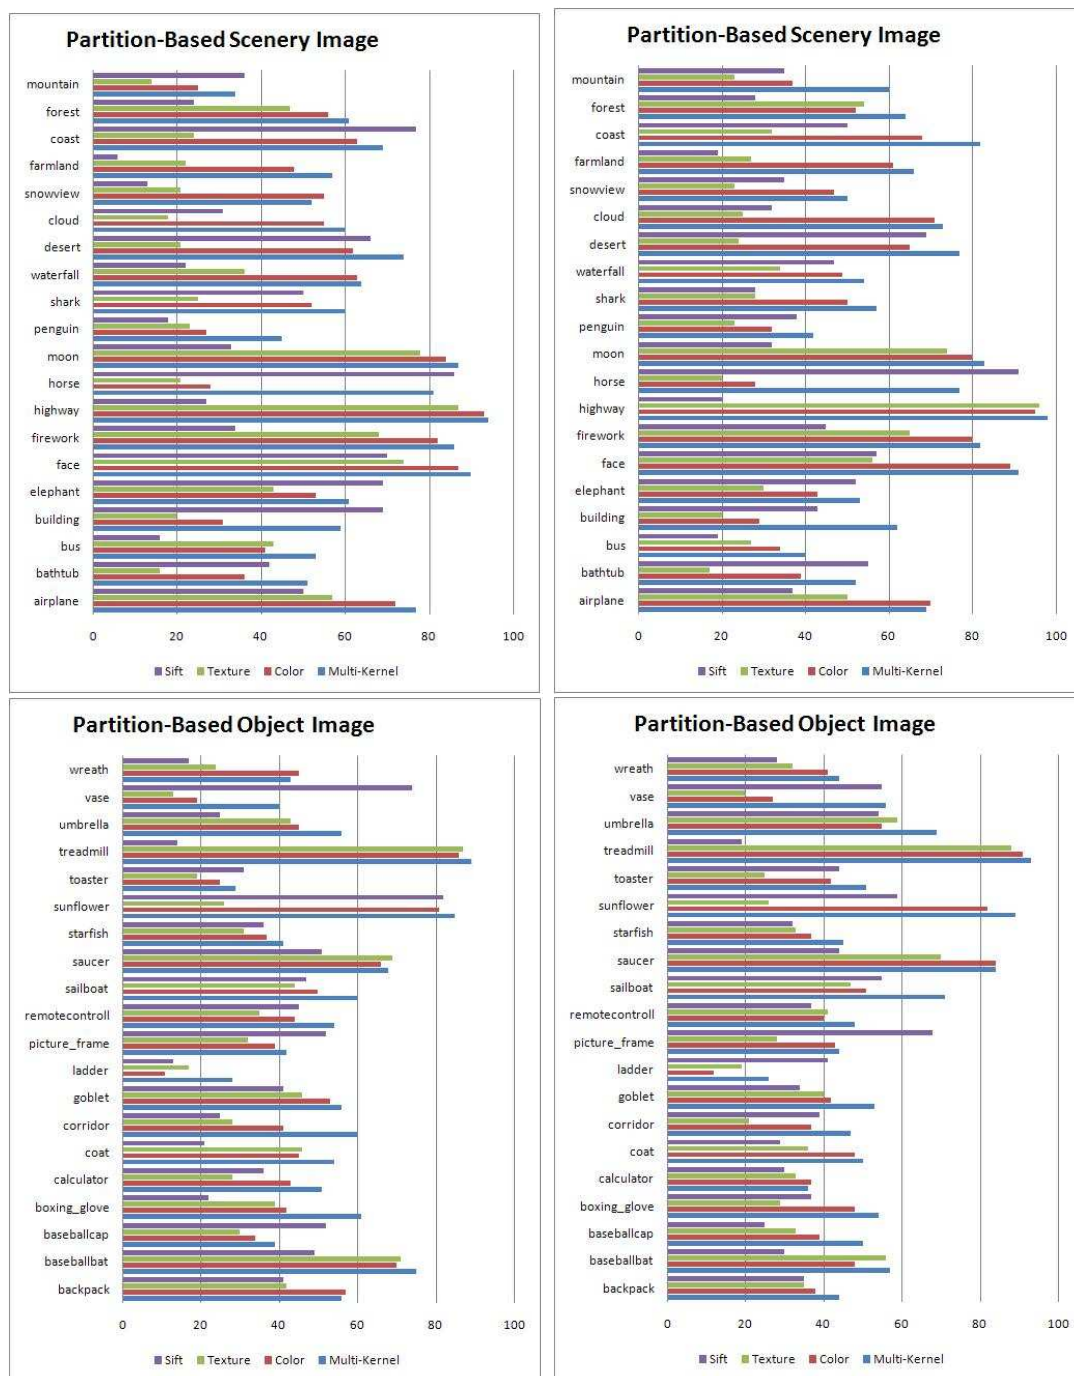 Partition-Based Scenery Image
mountain
forest
coast
farmland
snowview
cloud
desert
waterfall
shark
penguin
moon
horse
highway
firework
face
elephant
building
bus
bathtub
airplane
0 20 40 60 80 100
Sift Texture Color Multi-Kernel
Partition-Based Scenery Image
mountain
forest
coast
farmland
snowview
cloud
desert
waterfall
shark
penguin
moon
horse
highway
firework
face
elephant
building
bus
bathtub
airplane
0 20 40 60 80 100
Sift Texture Color Multi-Kernel
Partition-Based Object Image
wreath
vase
umbrella
treadmill
toaster
sunflower
starfish
saucer
sailboat
remotecontroll
picture_frame
ladder
goblet
corridor
coat
calculator
boxing_glove
baseballcap
baseballbat
backpack
0 20 40 60 80 100
Sift Texture Color Multi-Kernel
Partition-Based Object Image
wreath
vase
umbrella
treadmill
toaster
sunflower
starfish
saucer
sailboat
remotecontroll
picture_frame
ladder
goblet
corridor
coat
calculator
boxing_glove
baseballcap
baseballbat
backpack
0 20 40 60 80 100
Sift Texture Color Multi-Kernel